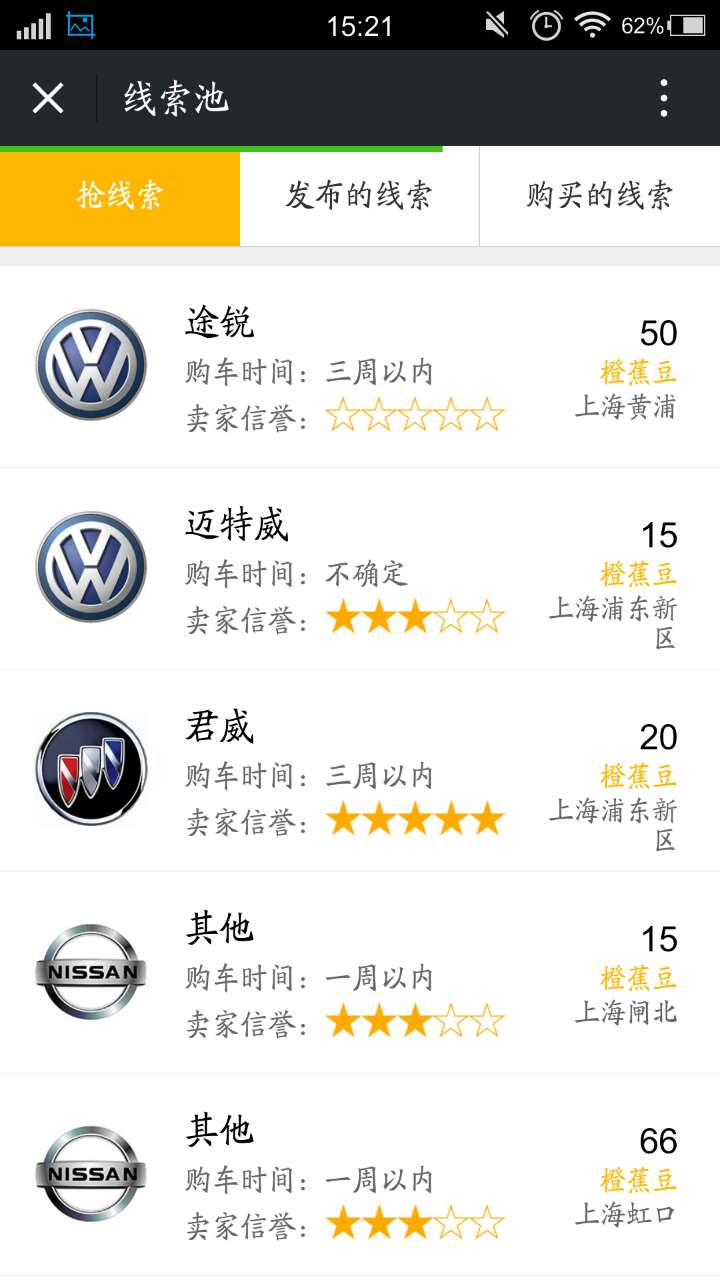 15:21
62%
线索池
抢线索
发布的线索
购买的线索
途锐
50
购车时间：三周以内
橙蕉豆
卖家信誉：
上海黄浦
迈特威
15
购车时间：不确定
橙蕉豆
卖家信誉：
上海浦东新
区
君威
20
购车时间：三周以内
橙蕉豆
卖家信誉：
上海浦东新
区
NISSAN
其他
15
购车时间：一周以内
橙蕉豆
卖家信誉：
上海闸北
NISSAN
其他
66
购车时间：一周以内
橙蕉豆
卖家信誉：
上海虹口